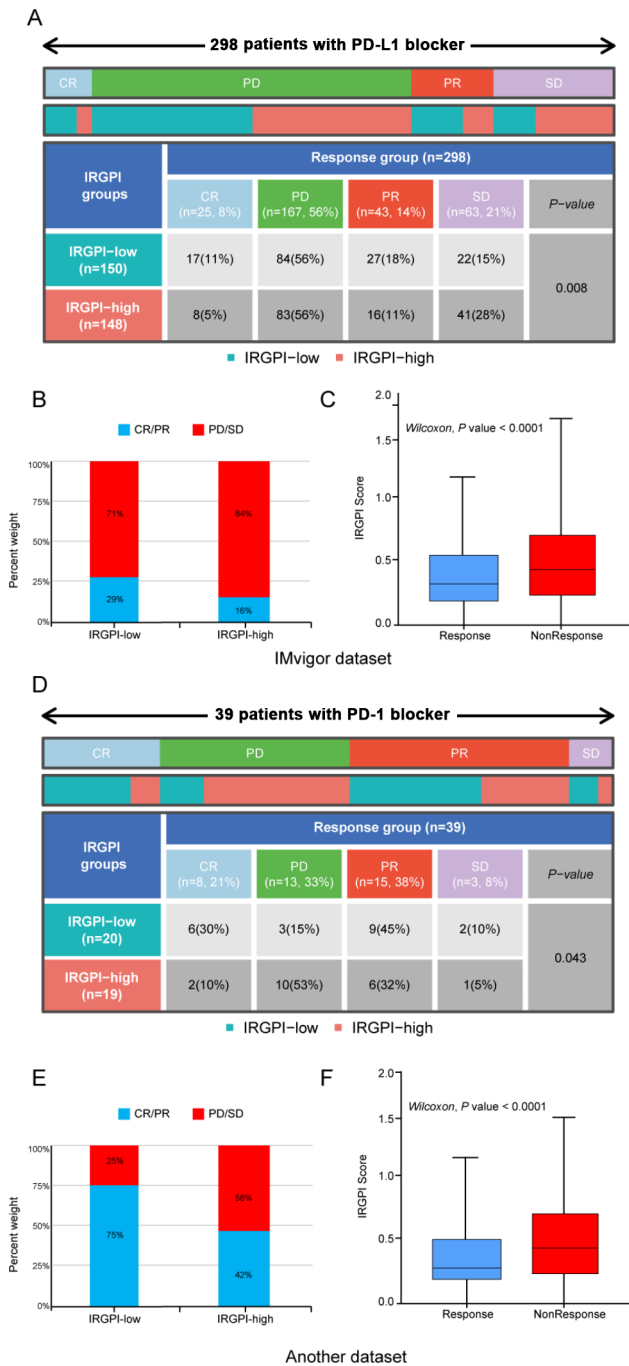 A
298 patients with PD-L1 blocker
CR PD PR SD
IRGPI groups
Response group (n=298)
CR (n=25, 8%)
PD (n=167, 56%)
PR (n=43, 14%)
SD (n=63, 21%)
P-value
IRGPI-low (n=150)
17(11%) 84(56%) 27(18%) 22(15%)
0.008
IRGPI-high (n=148)
8(5%) 83(56%) 16(11%) 41(28%)
IRGPI-low IRGPI-high
B
CR/PR PD/SD
Percent weight
100%
75%
50%
25%
0%
71%
29%
84%
16%
IRGPI-low IRGPI-high
C
Wilcoxon, P value < 0.0001
IRGPI Score
2.0
1.5
1.0
0.5
0.0
Response NonResponse
IMvigor dataset
D
39 patients with PD-1 blocker
CR PD PR SD
IRGPI groups
Response group (n=39)
CR (n=8, 21%)
PD (n=13, 33%)
PR (n=15, 38%)
SD (n=3, 8%)
P-value
IRGPI-low (n=20)
6(30%) 3(15%) 9(45%) 2(10%)
0.043
IRGPI-high (n=19)
2(10%) 10(53%) 6(32%) 1(5%)
IRGPI-low IRGPI-high
E
CR/PR PD/SD
Percent weight
100%
75%
50%
25%
0%
25%
75%
58%
42%
IRGPI-low IRGPI-high
F
Wilcoxon, P value < 0.0001
IRGPI Score
2.0
1.5
1.0
0.5
0.0
Response NonResponse
Another dataset